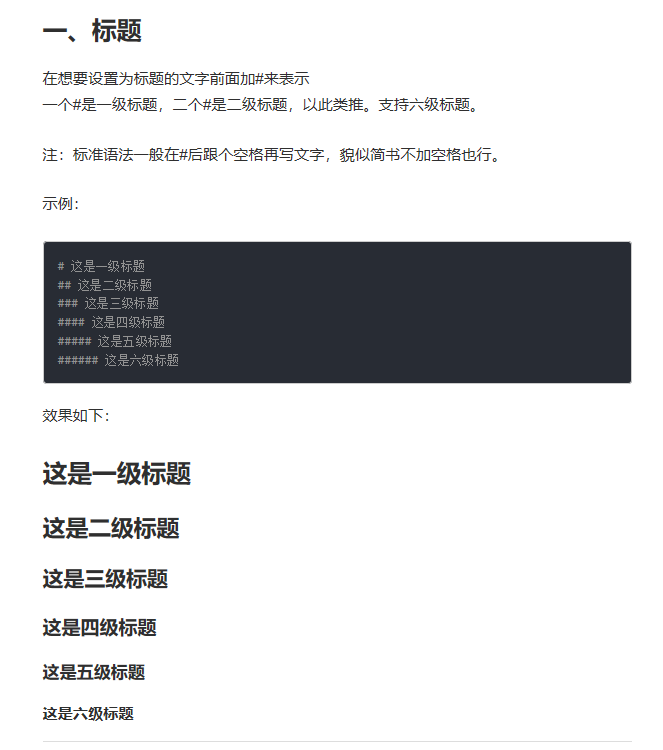 一、标题
在想要设置为标题的文字前面加#来表示
一个#是一级标题，二个#是二级标题，以此类推。支持六级标题。
注：标准语法一般在#后跟个空格再写文字，貌似简书不加空格也行。
示例：
# 这是一级标题
## 这是二级标题
### 这是三级标题
#### 这是四级标题
##### 这是五级标题
###### 这是六级标题
效果如下：
这是一级标题
这是二级标题
这是三级标题
这是四级标题
这是五级标题
这是六级标题